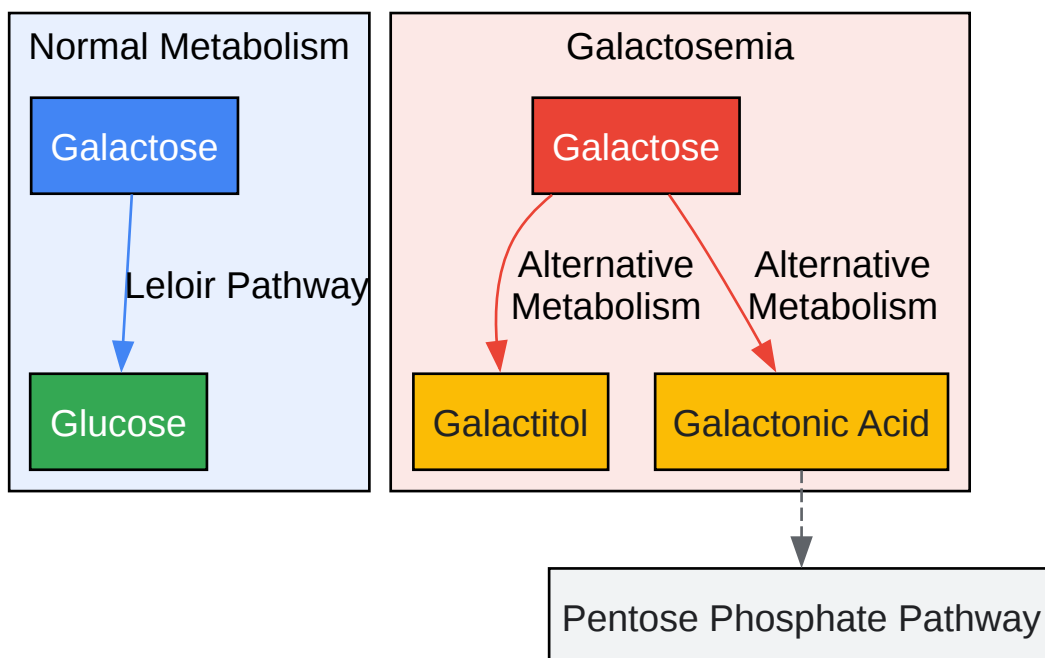 Normal Metabolism
Galactose
Leloir Pathway
Glucose
Galactosemia
Galactose
Alternative
Metabolism
Alternative
Metabolism
Galactitol
Galactonic Acid
Pentose Phosphate Pathway